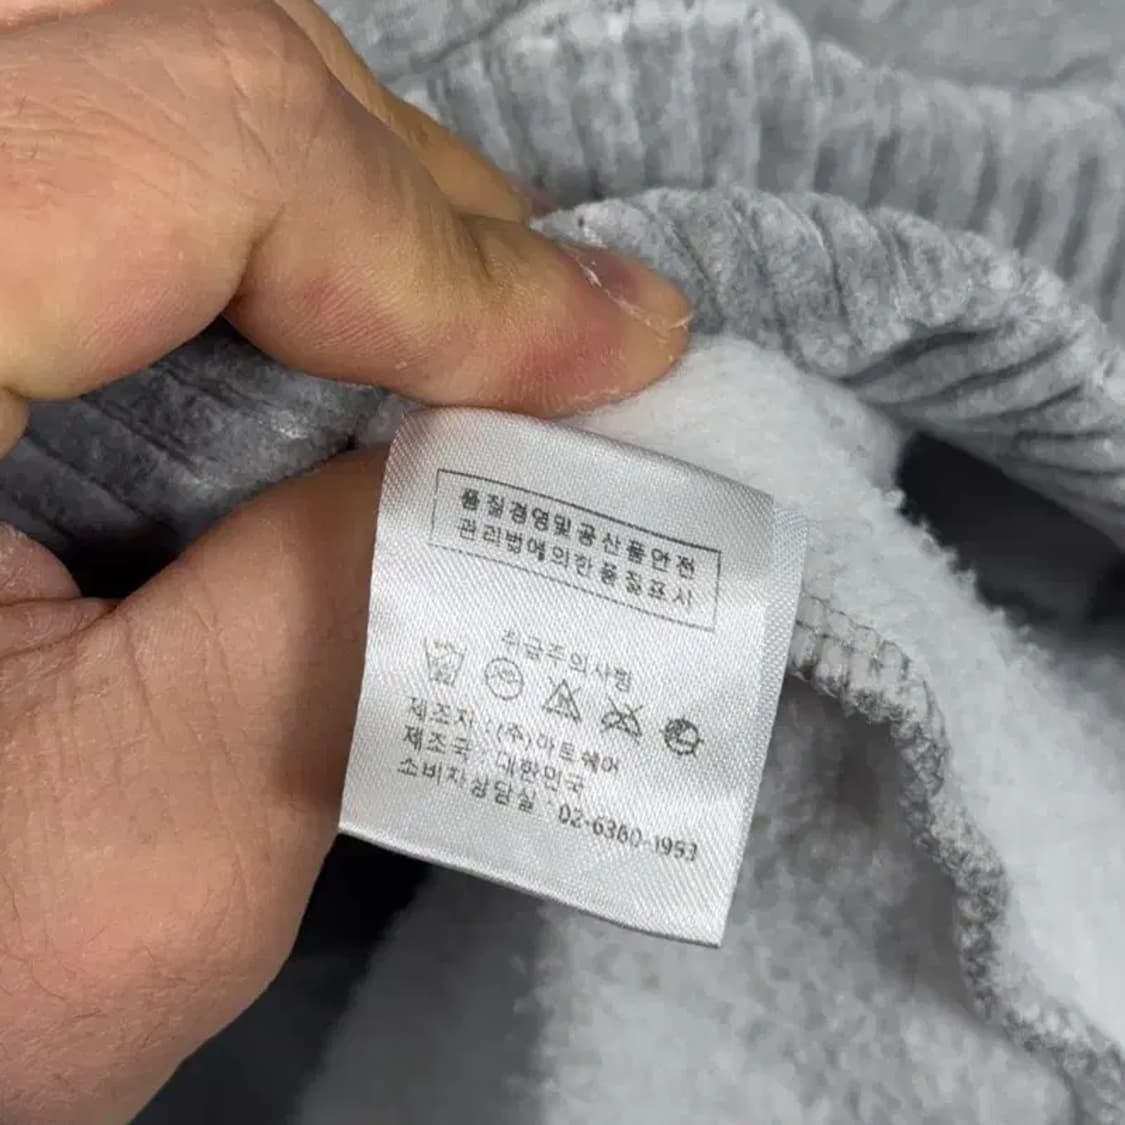 품질경영및공산품안전
관리법에의한품질표시
취급주의사항
제조자 : (주)아트쉐어
제조국 : 대한민국
소비자상담실 : 02-6380-1953